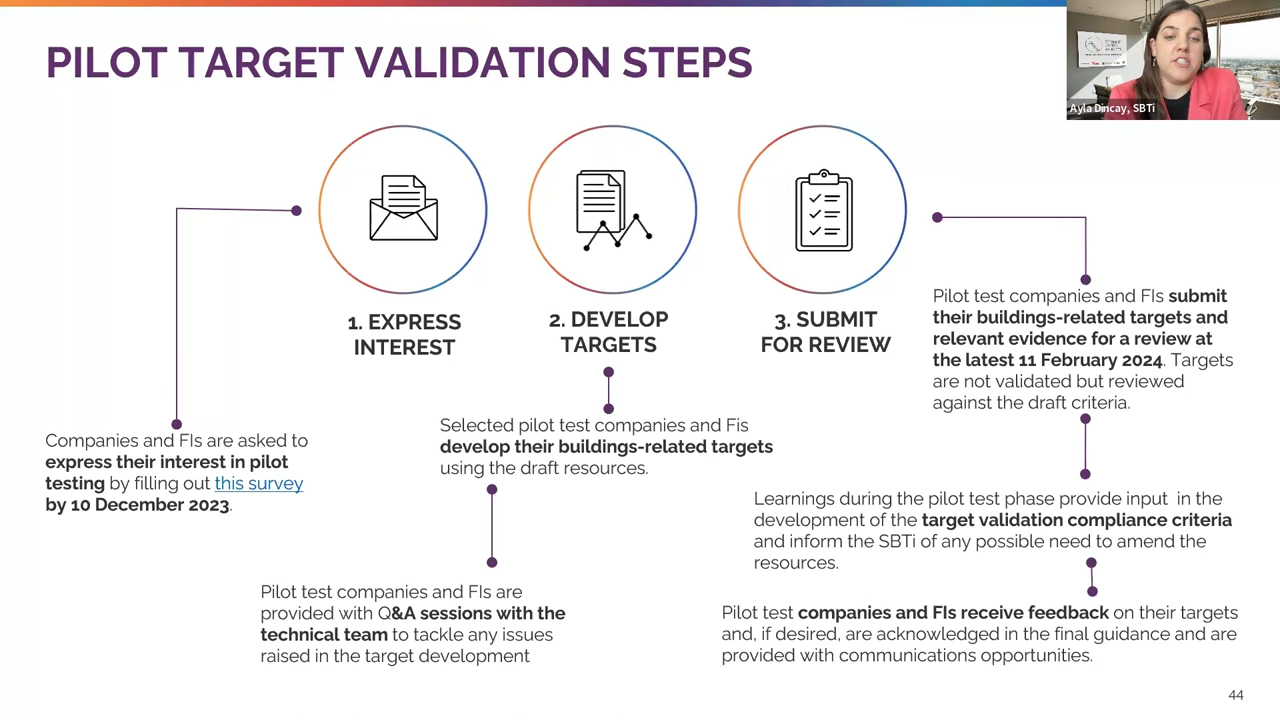 PILOT TARGET VALIDATION STEPS
Ayla Dincay, SBTi
1. EXPRESS
INTEREST
2. DEVELOP
TARGETS
3. SUBMIT
FOR REVIEW
Companies and FIs are asked to
express their interest in pilot
testing by filling out this survey
by 10 December 2023.
Selected pilot test companies and Fis
develop their buildings-related targets
using the draft resources.
Pilot test companies and FIs are
provided with Q&A sessions with the
technical team to tackle any issues
raised in the target development
Pilot test companies and FIs submit
their buildings-related targets and
relevant evidence for a review at
the latest 11 February 2024. Targets
are not validated but reviewed
against the draft criteria.
Learnings during the pilot test phase provide input in the
development of the target validation compliance criteria
and inform the SBTi of any possible need to amend the
resources.
Pilot test companies and FIs receive feedback on their targets
and, if desired, are acknowledged in the final guidance and are
provided with communications opportunities.
44